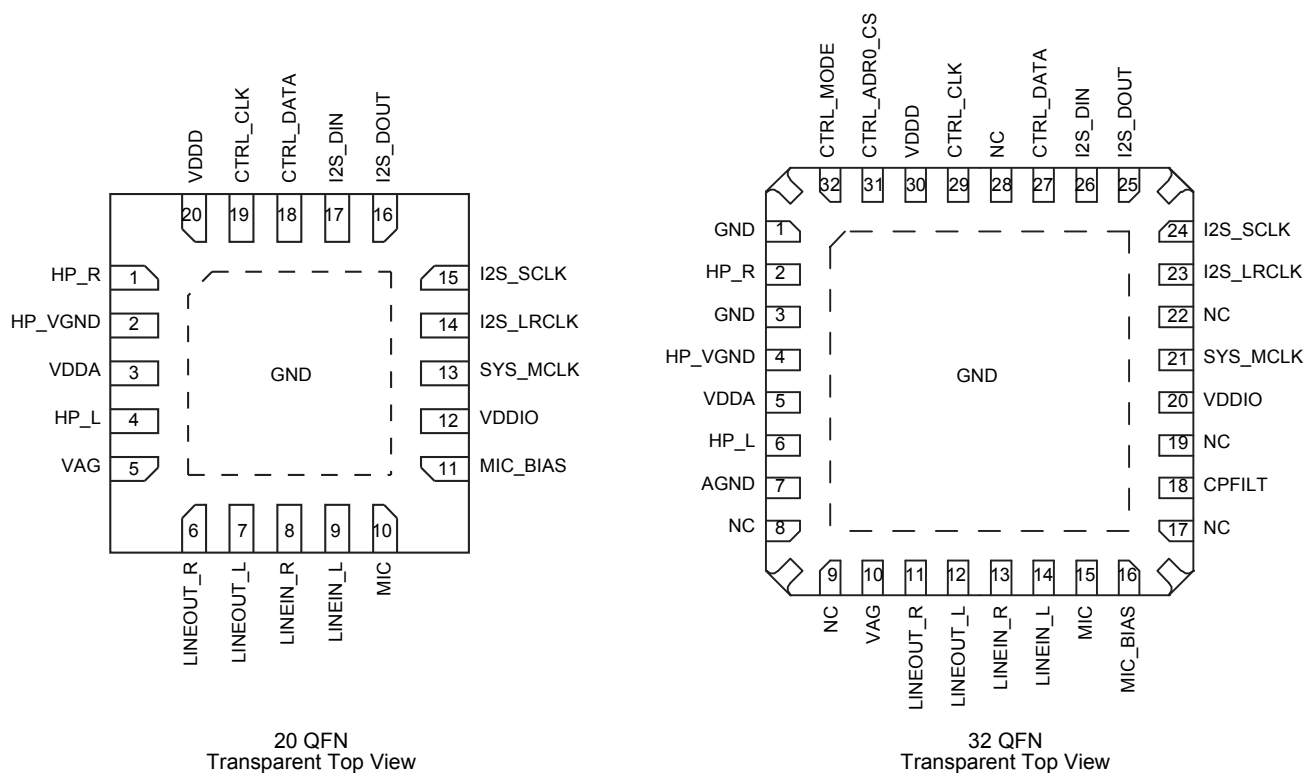 VDDD
CTRL_CLK
CTRL_DATA
I2S_DIN
I2S_DOUT
20
19
18
17
16
HP_R
1
HP_VGND
2
VDDA
3
HP_L
4
VAG
5
GND
15
I2S_SCLK
14
I2S_LRCLK
13
SYS_MCLK
12
VDDIO
11
MIC_BIAS
6
7
8
9
10
LINEOUT_R
LINEOUT_L
LINEIN_R
LINEIN_L
MIC
20 QFN
Transparent Top View
CTRL_MODE
CTRL_ADR0_CS
VDDD
CTRL_CLK
NC
CTRL_DATA
I2S_DIN
I2S_DOUT
32
31
30
29
28
27
26
25
GND
1
HP_R
2
GND
3
HP_VGND
4
VDDA
5
HP_L
6
AGND
7
NC
8
GND
24
I2S_SCLK
23
I2S_LRCLK
22
NC
21
SYS_MCLK
20
VDDIO
19
NC
18
CPFILT
17
NC
9
10
11
12
13
14
15
16
NC
VAG
LINEOUT_R
LINEOUT_L
LINEIN_R
LINEIN_L
MIC
MIC_BIAS
32 QFN
Transparent Top View